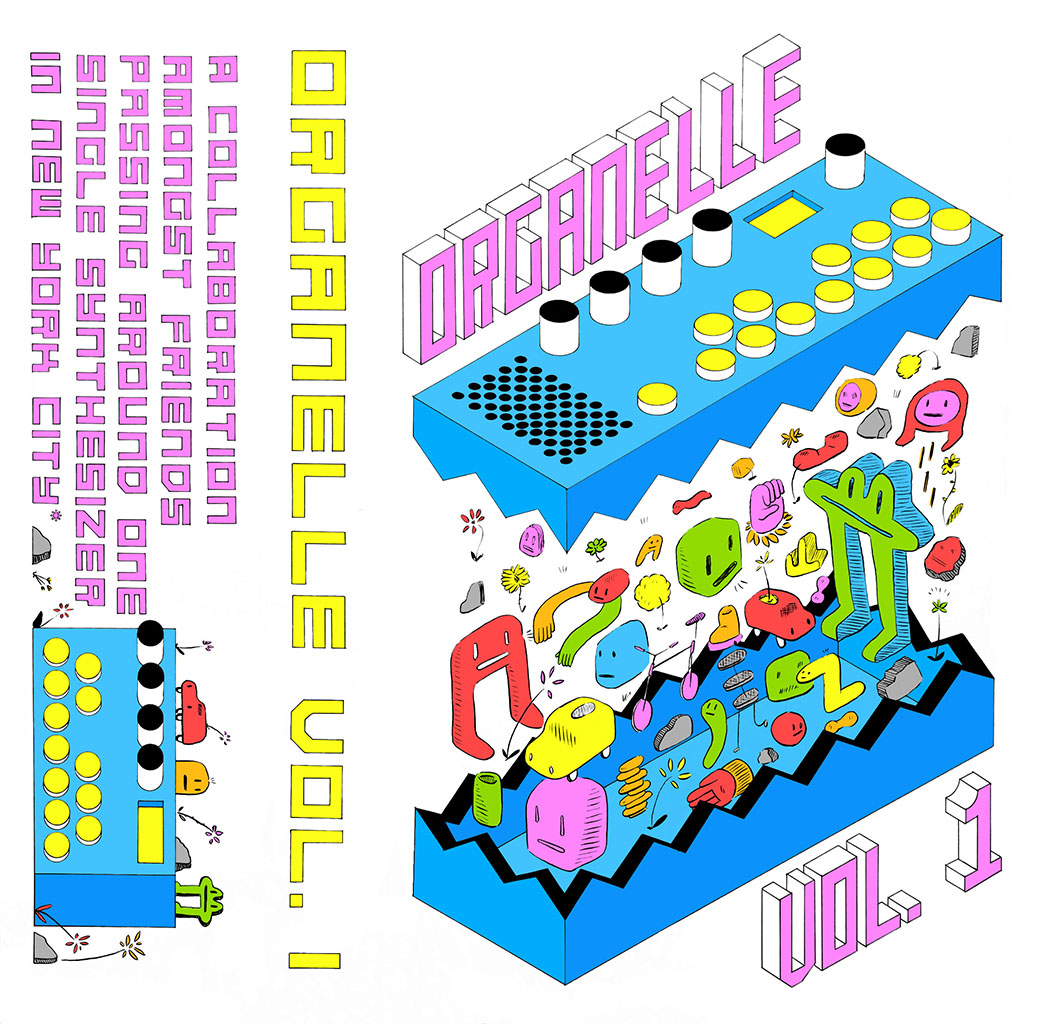 A COLLABORATION
AMONGST FRIENDS
PASSING AROUND ONE
SINGLE SYNTHESIZER
IN NEW YORK CITY*
ORGANELLE VOL. 1
ORGANELLE
VOL. 1